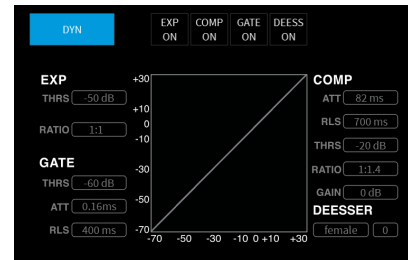 DYN
EXP ON
COMP ON
GATE ON
DEESS ON
EXP
THRS -50 dB
RATIO 1:1
GATE
THRS -60 dB
ATT 0.16ms
RLS 400 ms
+30
+10
0
-10
-30
-50
-70
-70 -50 -30 -10 0 +10 +30
COMP
ATT 82 ms
RLS 700 ms
THRS -20 dB
RATIO 1:1.4
GAIN 0 dB
DEESSER
female 0